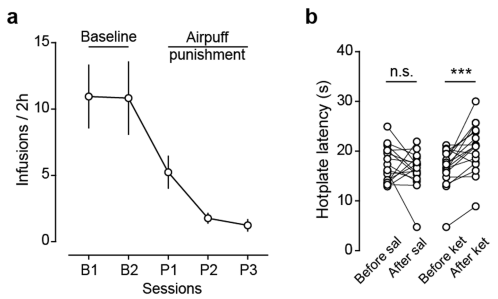 a
Baseline
Airpuff
punishment
Infusions / 2h
15
10
5
0
B1 B2 P1 P2 P3
Sessions
b
n.s. ***
Hotplate latency (s)
40
30
20
10
0
Before sal
After sal
Before ket
After ket